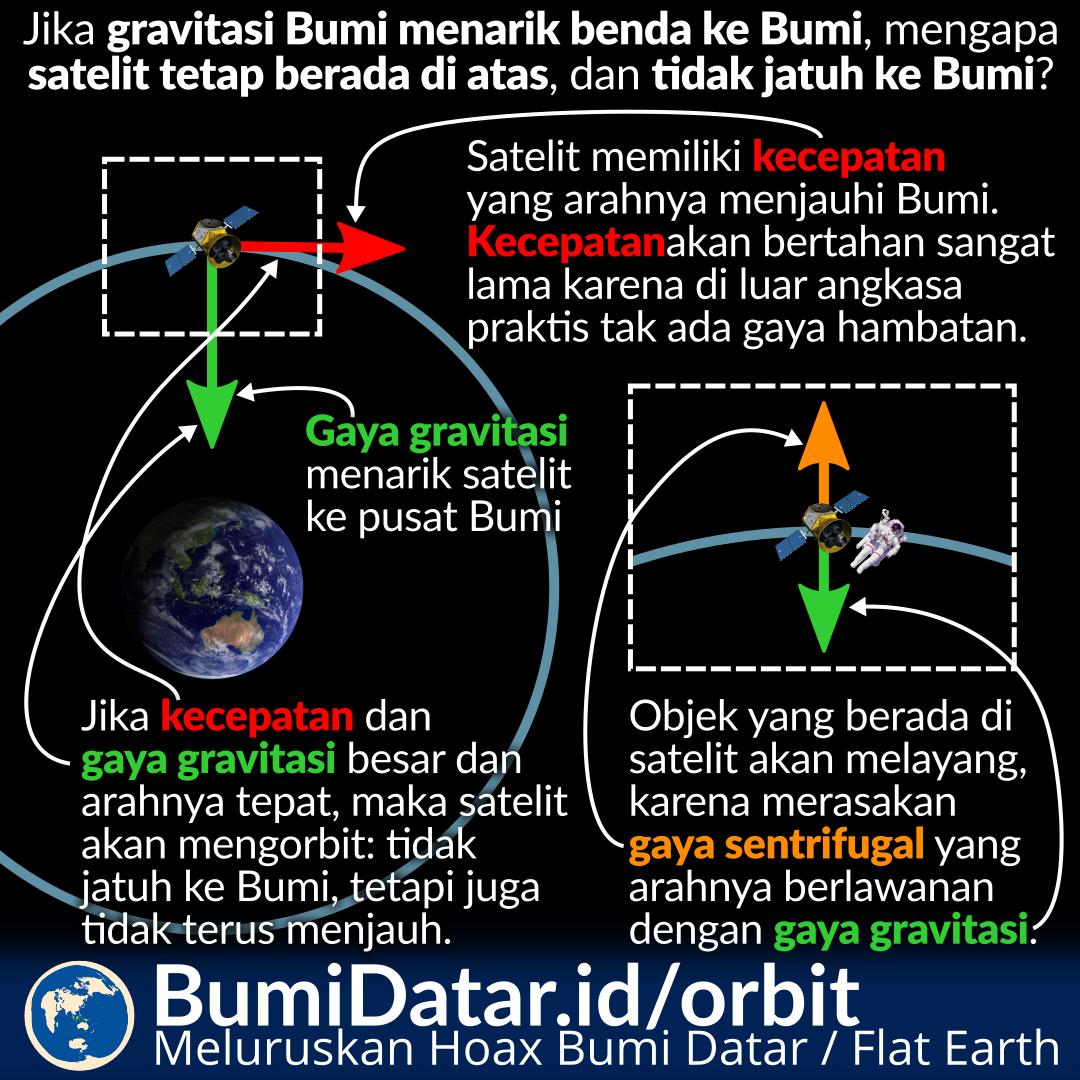 Jika gravitasi Bumi menarik benda ke Bumi, mengapa
satelit tetap berada di atas, dan tidak jatuh ke Bumi?
Satelit memiliki kecepatan
yang arahnya menjauhi Bumi.
Kecepatanakan bertahan sangat
lama karena di luar angkasa
praktis tak ada gaya hambatan.
Gaya gravitasi
menarik satelit
ke pusat Bumi
Jika kecepatan dan
gaya gravitasi besar dan
arahnya tepat, maka satelit
akan mengorbit: tidak
jatuh ke Bumi, tetapi juga
tidak terus menjauh.
Objek yang berada di
satelit akan melayang,
karena merasakan
gaya sentrifugal yang
arahnya berlawanan
dengan gaya gravitasi.
BumiDatar.id/orbit
Meluruskan Hoax Bumi Datar / Flat Earth